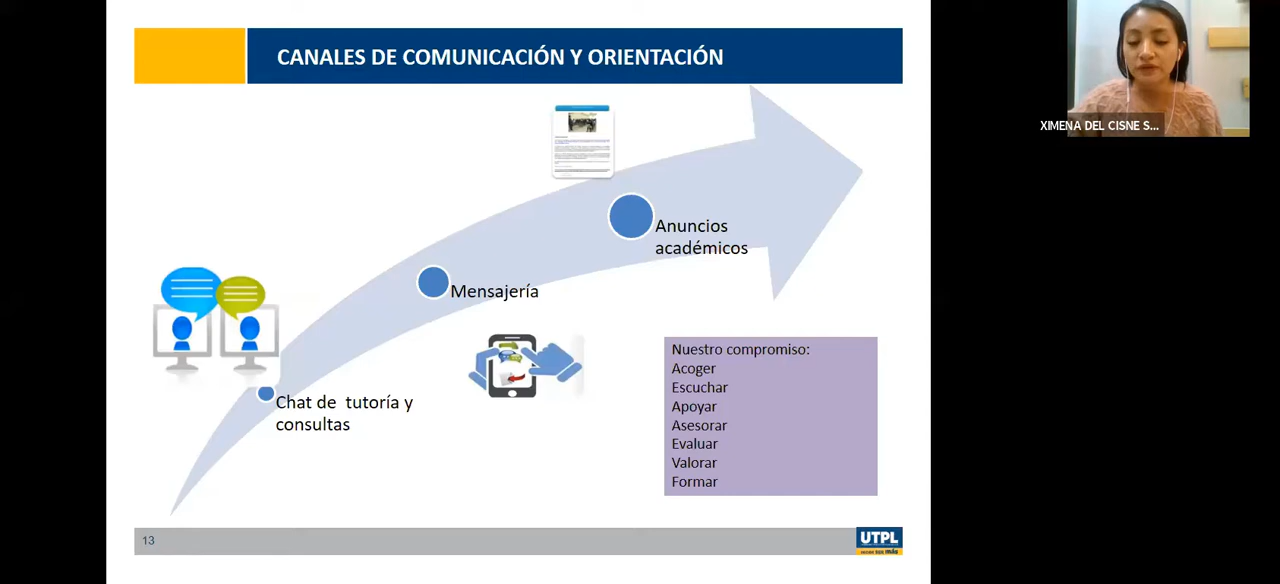 CANALES DE COMUNICACIÓN Y ORIENTACIÓN
XIMENA DEL CISNE S...
Anuncios
académicos
Mensajería
Chat de tutoría y
consultas
Nuestro compromiso:
Acoger
Escuchar
Apoyar
Asesorar
Evaluar
Valorar
Formar
13
UTPL